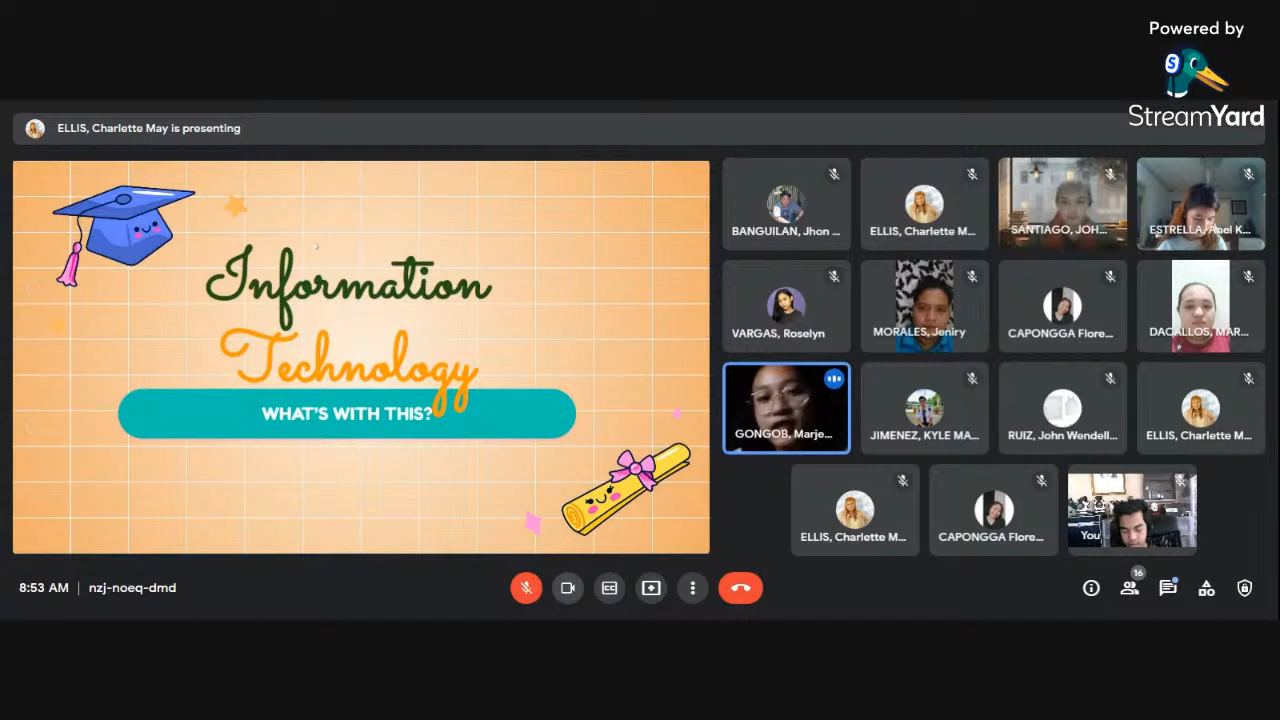 Powered by
StreamYard
ELLIS, Charlette May is presenting
Information
Technology
WHAT'S WITH THIS?
BANGUILAN, Jhon ...
ELLIS, Charlette M...
SANTIAGO, JOH...
ESTRELLA, Anel K...
VARGAS, Roselyn
MORALES, Jeniry
CAPONGGA Flore...
DACALLOS, MAR...
GONGOB, Marje...
JIMENEZ, KYLE MA...
RUIZ, John Wendell...
ELLIS, Charlette M...
ELLIS, Charlette M...
CAPONGGA Flore...
You
8:53 AM | nzj-noeq-dmd
16